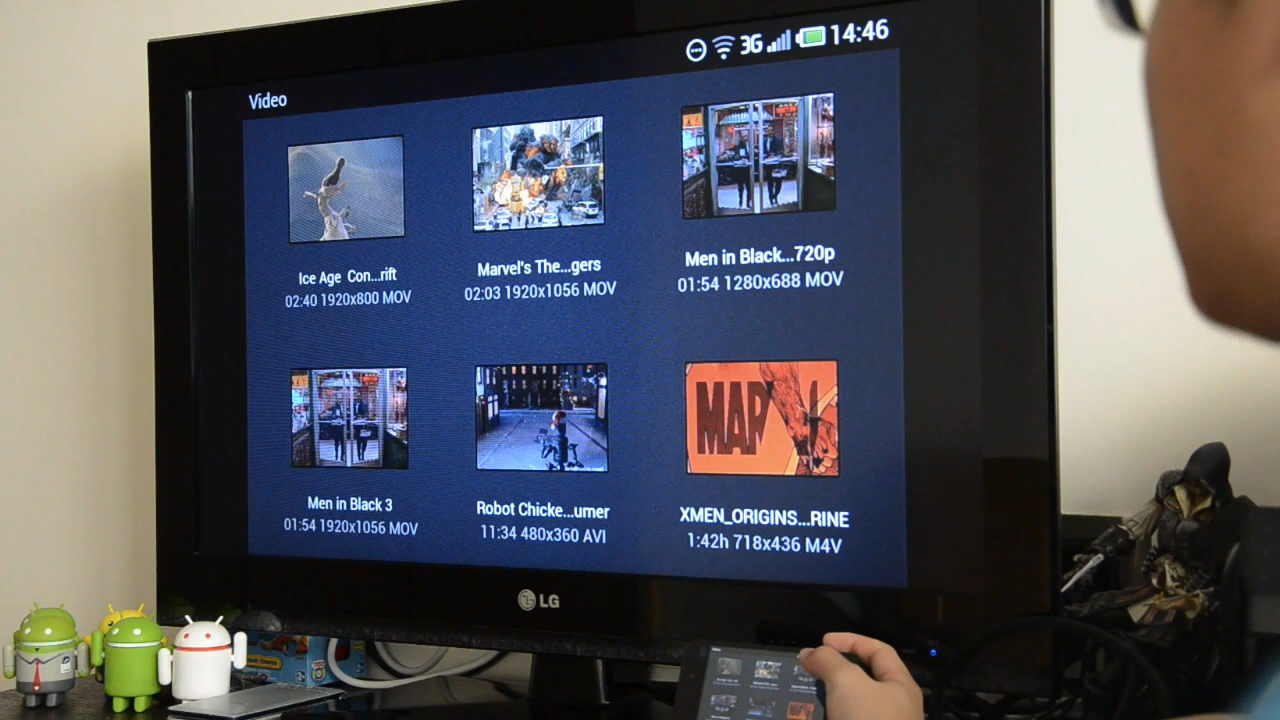 3G 14:46
Video
Ice Age Con...rift
02:40 1920x800 MOV
Marvel's The...gers
02:03 1920x1056 MOV
Men in Black...720p
01:54 1280x688 MOV
Men in Black 3
01:54 1920x1056 MOV
Robot Chicke...umer
11:34 480x360 AVI
MAR
XMEN_ORIGINS...RINE
1:42h 718x436 M4V
LG